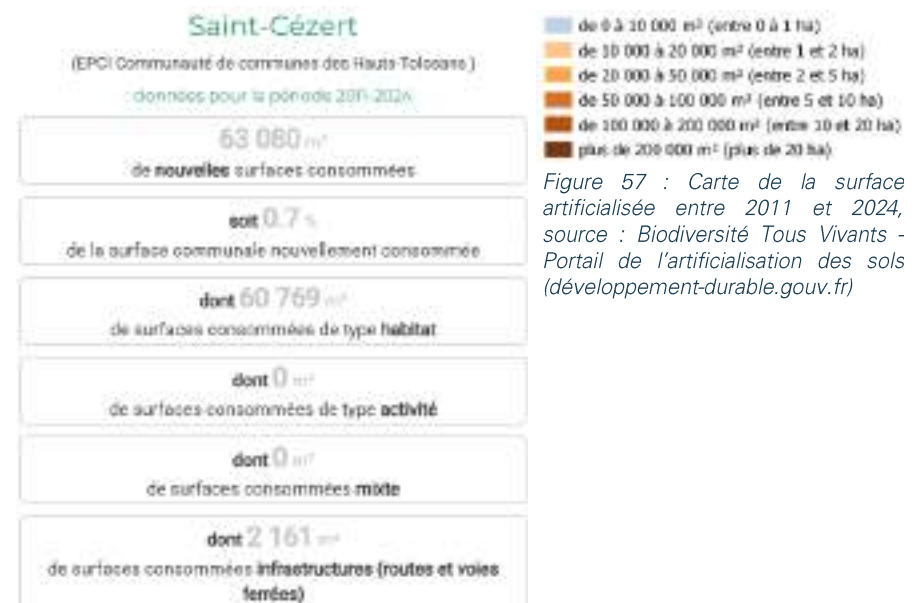 Saint-Cézert
(EPCI Communauté de communes des Hauts Tolosans )
données pour la période 2011-2024
63 080 m²
de nouvelles surfaces consommées
soit 0.7 %
de la surface communale nouvellement consommée
dont 60 769 m²
de surfaces consommées de type habitat
dont 0 m²
de surfaces consommées de type activité
dont 0 m²
de surfaces consommées mixte
dont 2 161 m²
de surfaces consommées infrastructures (routes et voies
ferrées)
de 0 à 10 000 m² (entre 0 à 1 ha)
de 10 000 à 20 000 m² (entre 1 et 2 ha)
de 20 000 à 50 000 m² (entre 2 et 5 ha)
de 50 000 à 100 000 m² (entre 5 et 10 ha)
de 100 000 à 200 000 m² (entre 10 et 20 ha)
plus de 200 000 m² (plus de 20 ha)
Figure 57 : Carte de la surface
artificialisée entre 2011 et 2024,
source : Biodiversité Tous Vivants -
Portail de l'artificialisation des sols
(développement-durable.gouv.fr)